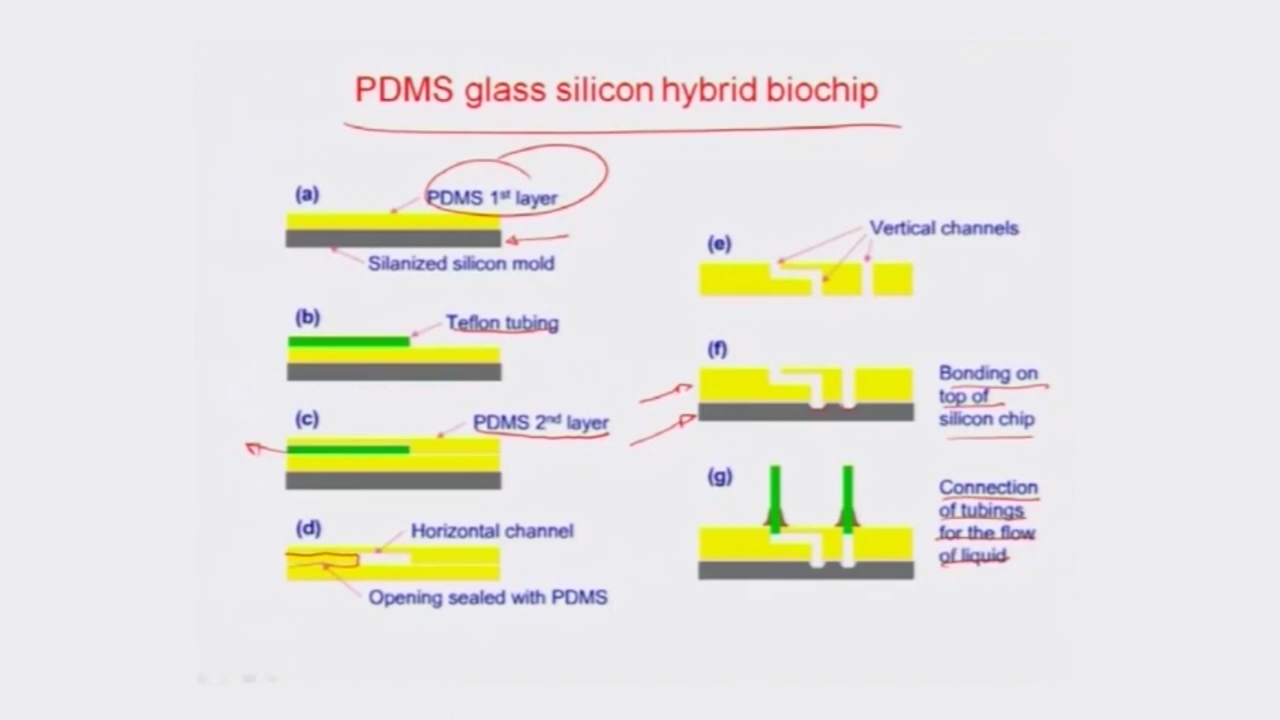 PDMS glass silicon hybrid biochip
(a)
PDMS 1st layer
Silanized silicon mold
(b)
Teflon tubing
(c)
PDMS 2nd layer
(d)
Horizontal channel
Opening sealed with PDMS
(e)
Vertical channels
(f)
Bonding on
top of
silicon chip
(g)
Connection
of tubings
for the flow
of liquid